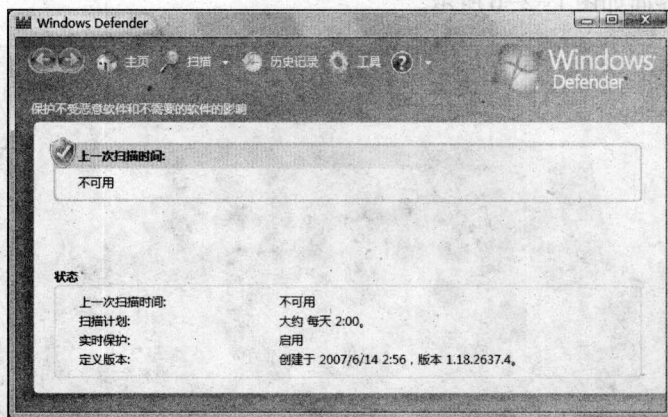 Windows Defender
主页 扫描 历史记录 工具
Windows
Defender
保护不受恶意软件和不需要的软件的影响
上一次扫描时间:
不可用
状态
上一次扫描时间: 不可用
扫描计划: 大约 每天 2:00。
实时保护: 启用
定义版本: 创建于 2007/6/14 2:56，版本 1.18.2637.4。